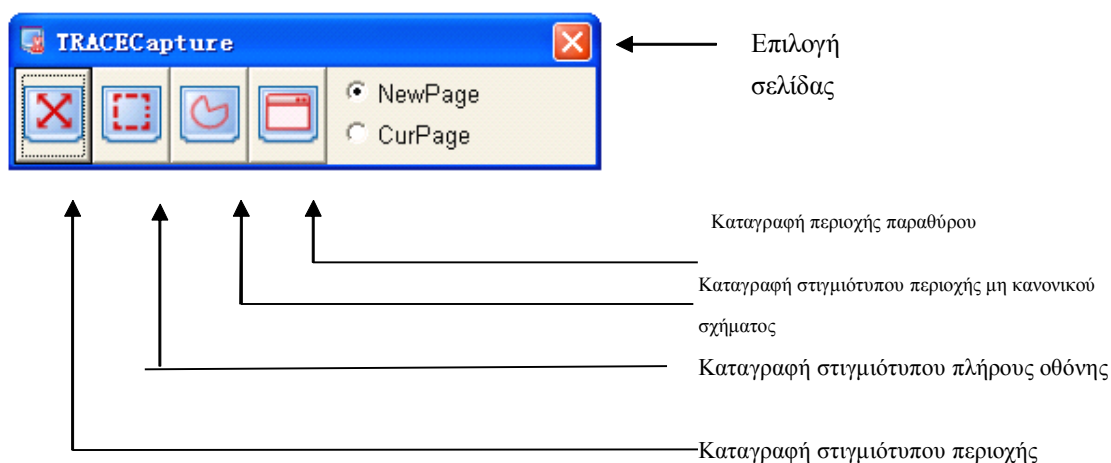 TRACECapture
Επιλογή
σελίδας
NewPage
CurPage
Καταγραφή περιοχής παραθύρου
Καταγραφή στιγμιότυπου περιοχής μη κανονικού
σχήματος
Καταγραφή στιγμιότυπου πλήρους οθόνης
Καταγραφή στιγμιότυπου περιοχής